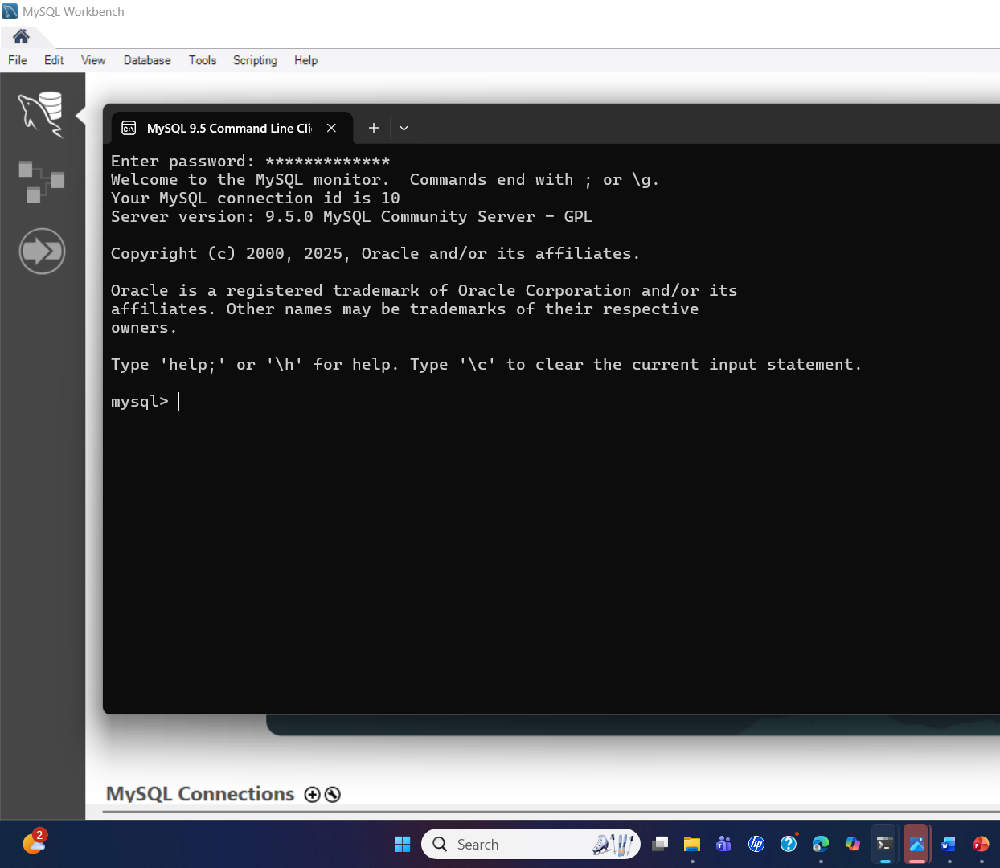 MySQL Workbench
File Edit View Database Tools Scripting Help
MySQL 9.5 Command Line Cli
Enter password: *************
Welcome to the MySQL monitor.  Commands end with ; or \g.
Your MySQL connection id is 10
Server version: 9.5.0 MySQL Community Server - GPL
Copyright (c) 2000, 2025, Oracle and/or its affiliates.
Oracle is a registered trademark of Oracle Corporation and/or its
affiliates. Other names may be trademarks of their respective
owners.
Type 'help;' or '\h' for help. Type '\c' to clear the current input statement.
mysql>
MySQL Connections
2
Search